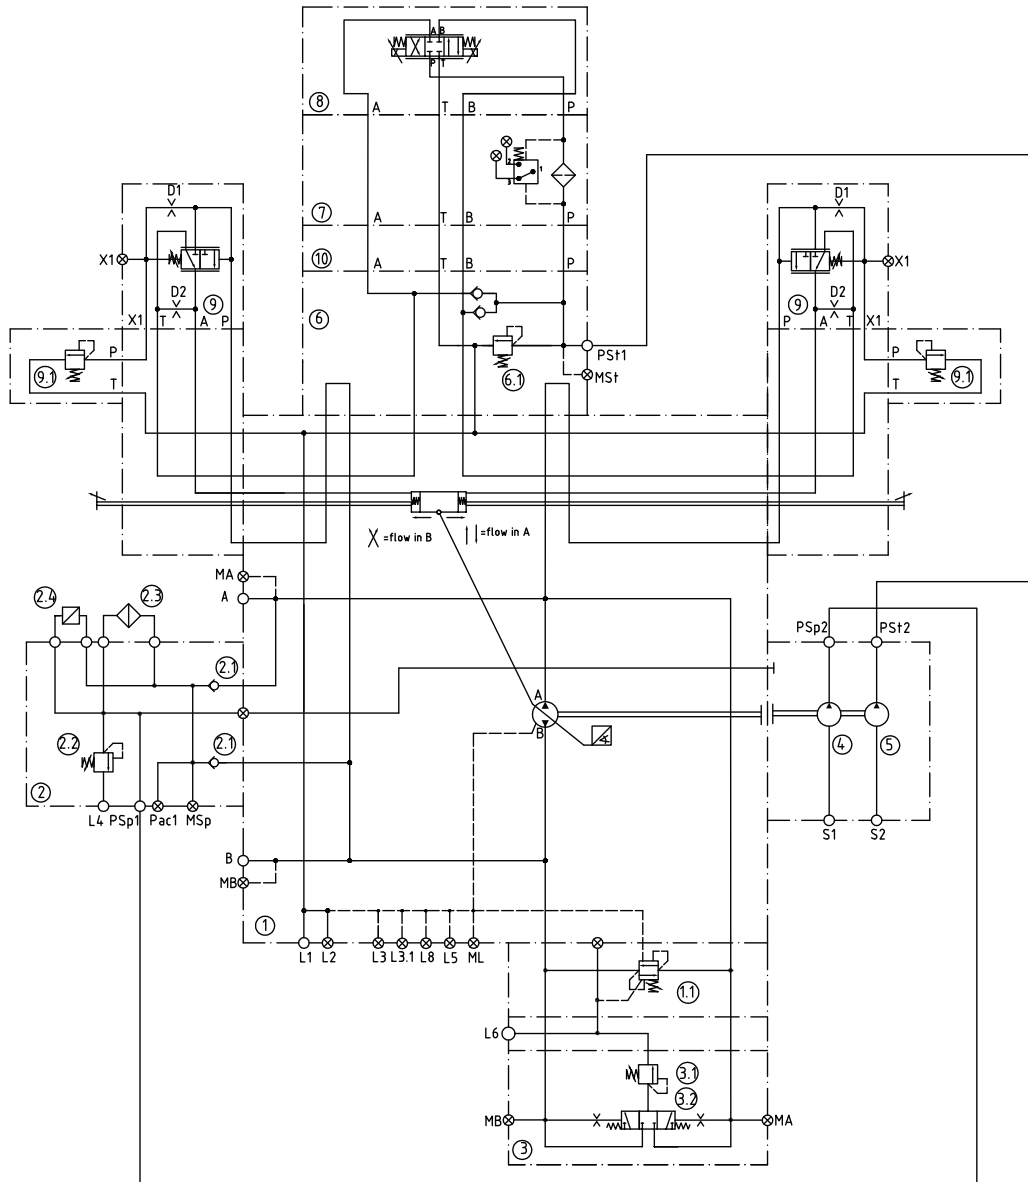 A B
P T
8
A T B P
2
1
3
7
A T B P
10
A T B P
6
D1
X1
D2
9
X1 T A P
P
9.1
T
D1
X1
D2
9
P A T X1
P
9.1
T
PSt1
6.1
MSt
X =flow in B
=flow in A
MA
A
2.4
2.3
2.1
2.2
2.1
2
L4 PSp1 Pac1 MSp
A
B
PSp2
PSt2
4
5
S1 S2
B
MB
1
L1 L2 L3 L3.1 L8 L5 ML
1.1
L6
3.1
3.2
MB
MA
3